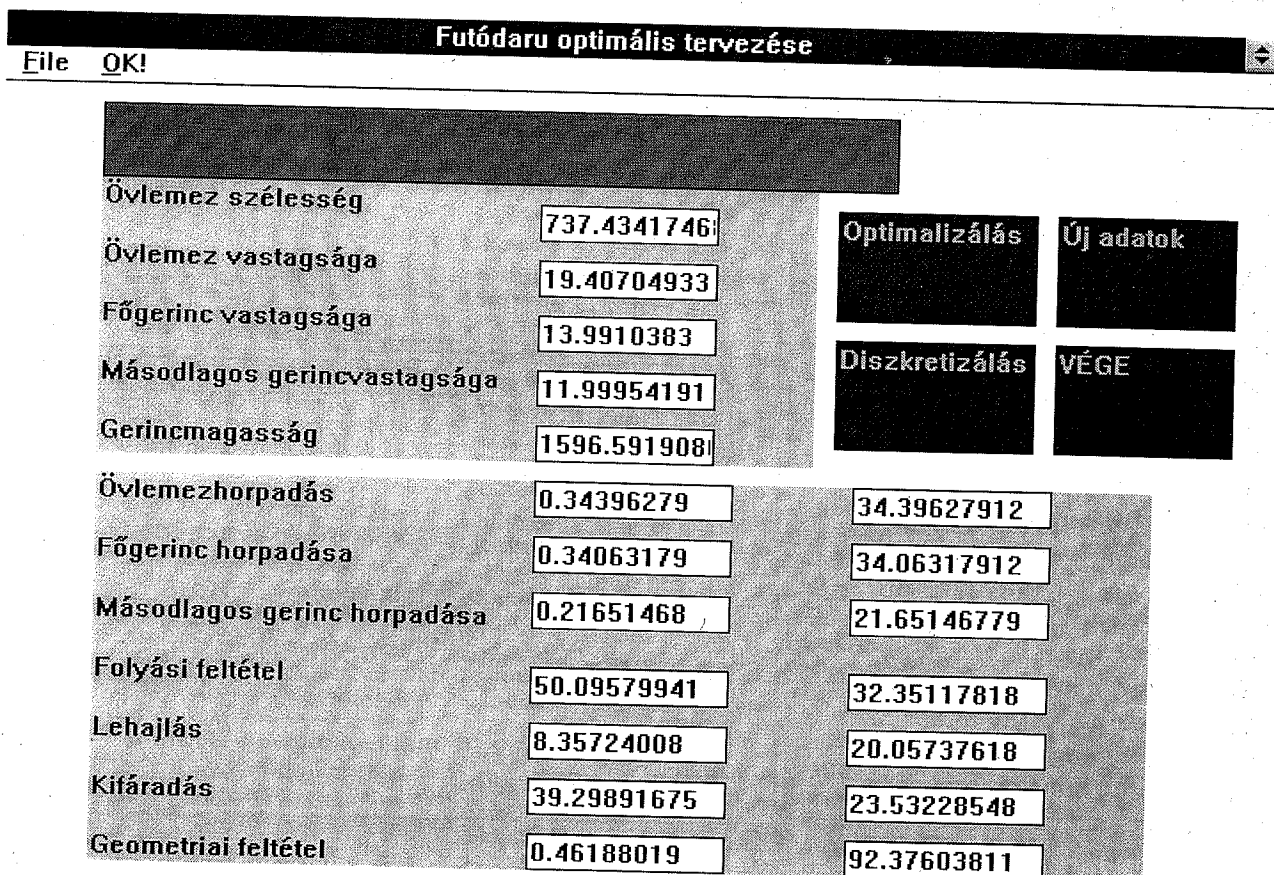 Futódaru optimális tervezése
File OK!
Övlemez szélesség 737.4341746
Övlemez vastagsága 19.40704933
Főgerinc vastagsága 13.9910383
Másodlagos gerincvastagsága 11.99954191
Gerincmagasság 1596.591908
Optimalizálás Új adatok
Diszkretizálás VÉGE
Övlemezhorpadás 0.34396279 34.39627912
Főgerinc horpadása 0.34063179 34.06317912
Másodlagos gerinc horpadása 0.21651468 21.65146779
Folyási feltétel 50.09579941 32.35117818
Lehajlás 8.35724008 20.05737618
Kifáradás 39.29891675 23.53228548
Geometriai feltétel 0.46188019 92.37603811